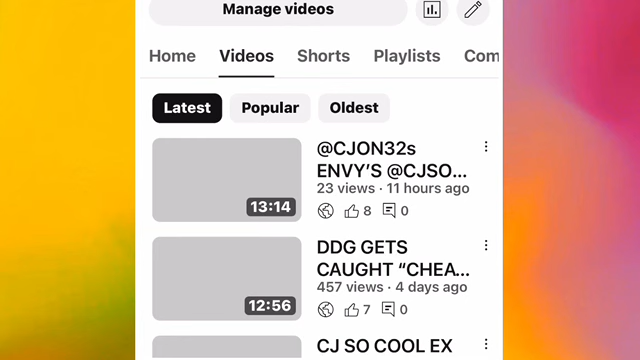 Manage videos
Home Videos Shorts Playlists Com
Latest Popular Oldest
@CJON32s
ENVY’S @CJSO...
23 views · 11 hours ago
13:14
8 0
DDG GETS
CAUGHT “CHEA...
457 views · 4 days ago
12:56
7 0
CJ SO COOL EX